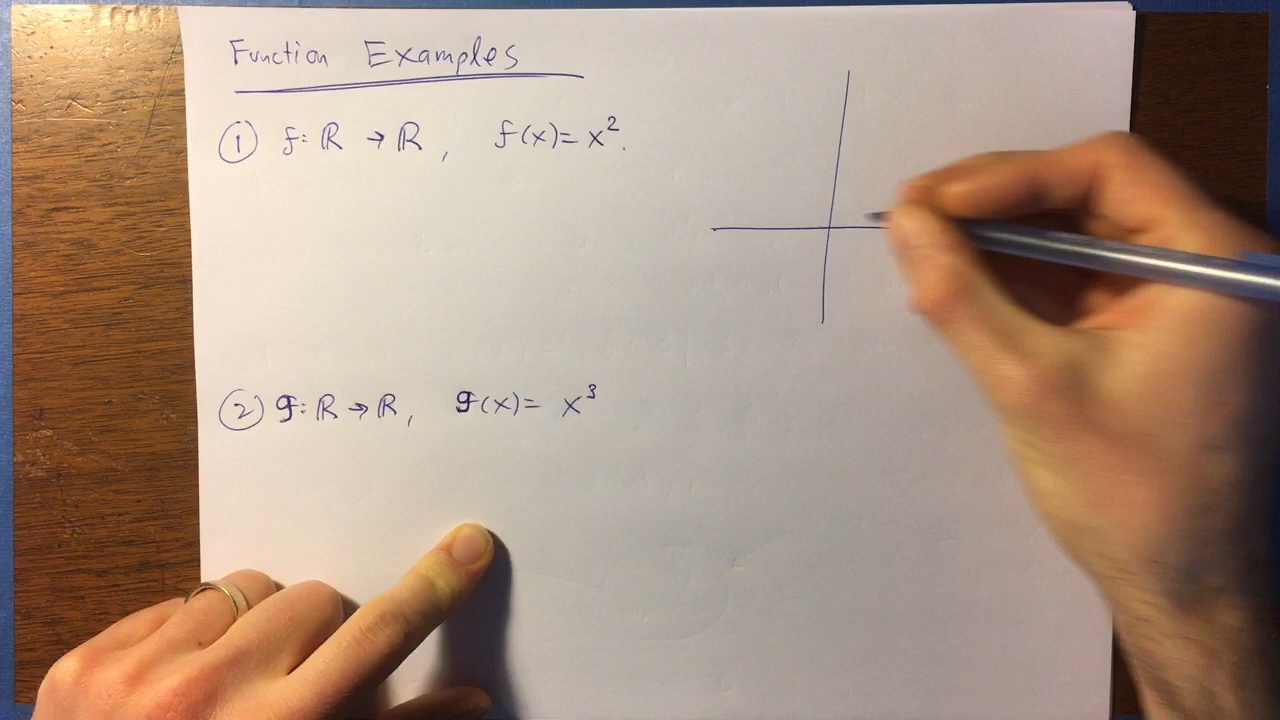 Function Examples
① f: ℝ → ℝ, f(x) = x².
② g: ℝ → ℝ, g(x) = x³